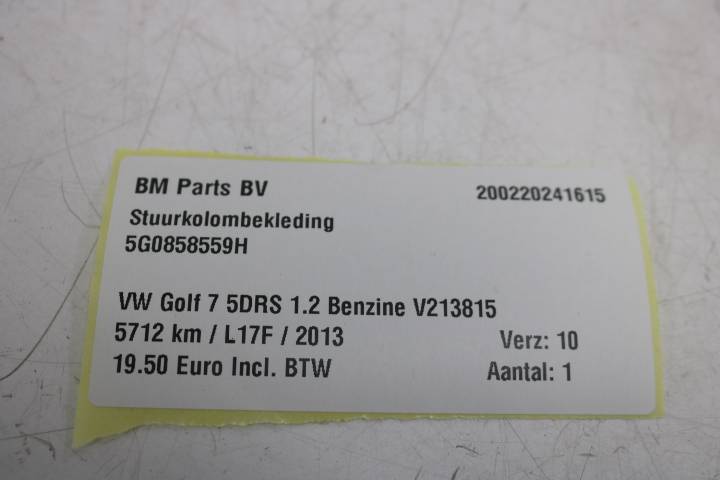 BM Parts BV 200220241615
Stuurkolombekleding
5G0858559H
VW Golf 7 5DRS 1.2 Benzine V213815
5712 km / L17F / 2013 Verz: 10
19.50 Euro Incl. BTW Aantal: 1